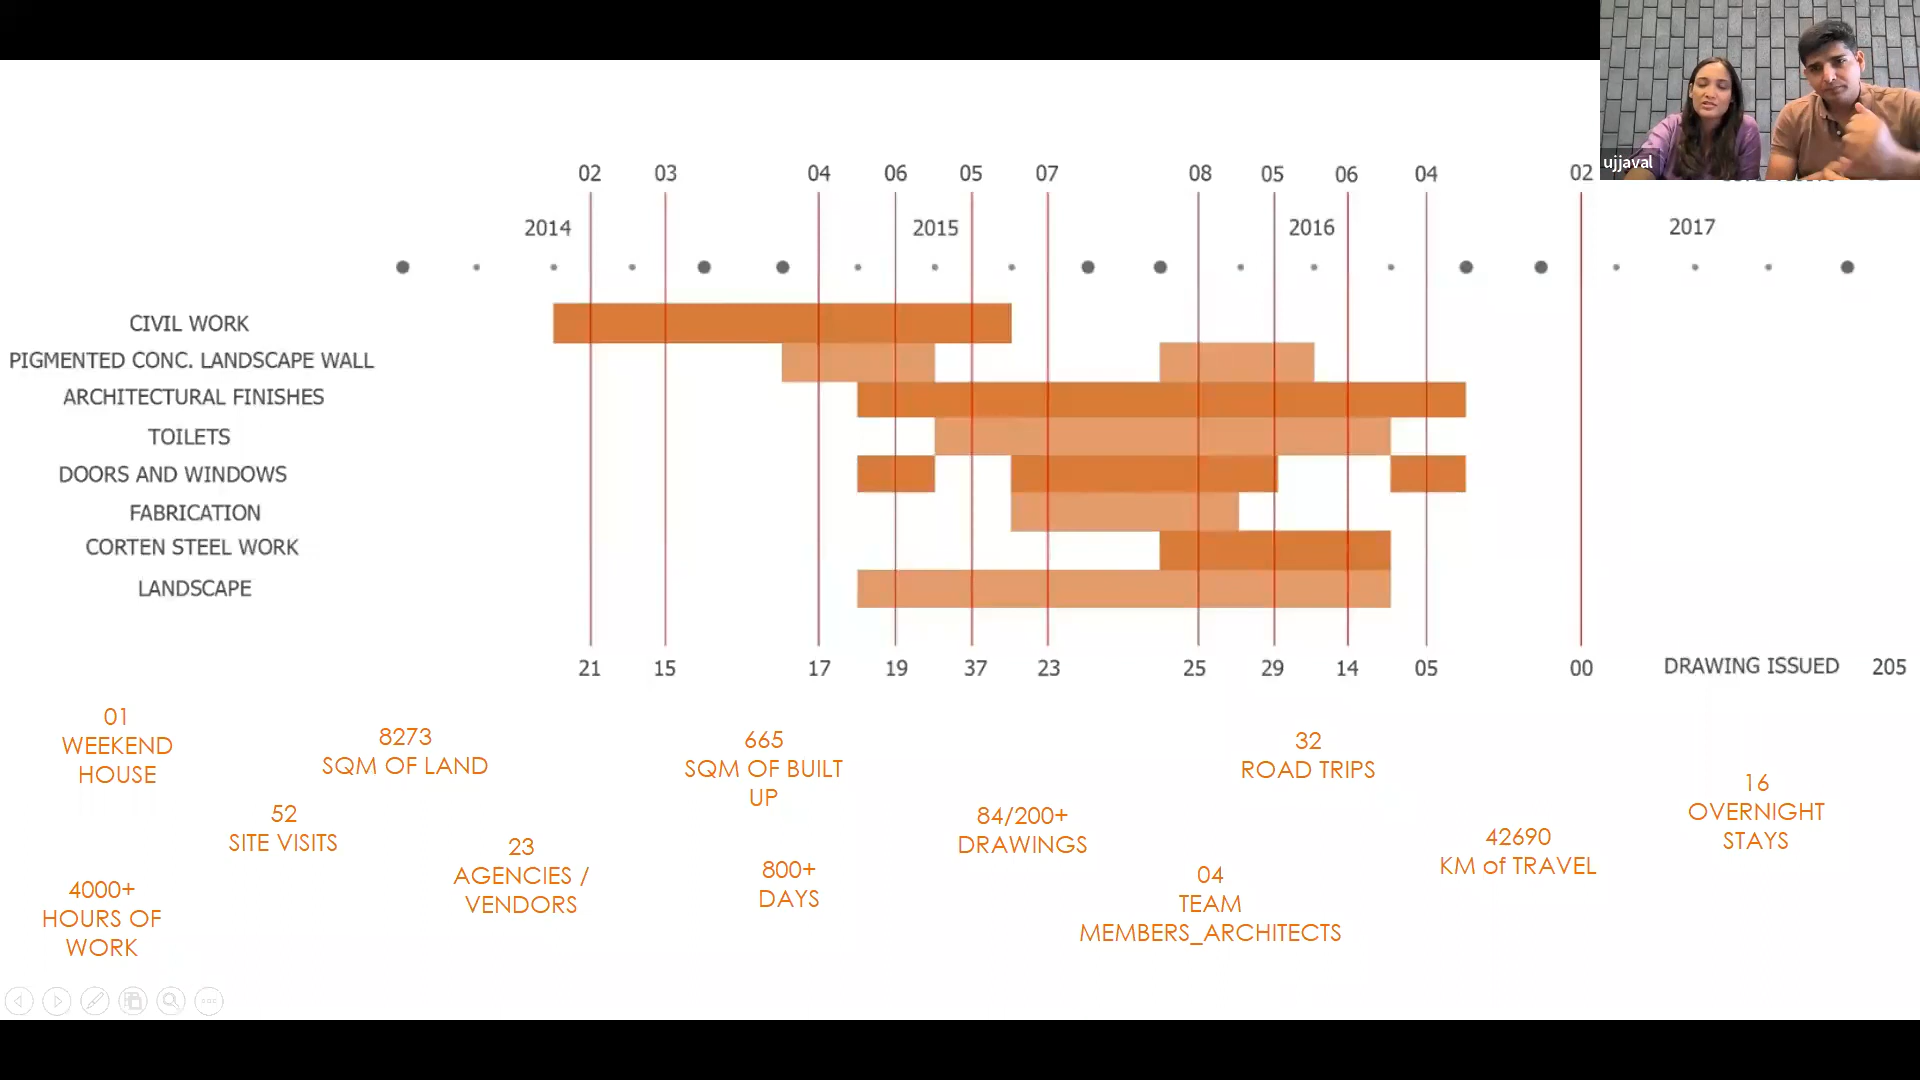 ujjaval
02 03 04 06 05 07 08 05 06 04 02
2014 2015 2016 2017
CIVIL WORK
PIGMENTED CONC. LANDSCAPE WALL
ARCHITECTURAL FINISHES
TOILETS
DOORS AND WINDOWS
FABRICATION
CORTEN STEEL WORK
LANDSCAPE
21 15 17 19 37 23 25 29 14 05 00 DRAWING ISSUED 205
01
WEEKEND
HOUSE
8273
SQM OF LAND
665
SQM OF BUILT
UP
32
ROAD TRIPS
16
OVERNIGHT
STAYS
52
SITE VISITS
84/200+
DRAWINGS
42690
KM of TRAVEL
23
AGENCIES /
VENDORS
800+
DAYS
04
TEAM
MEMBERS_ARCHITECTS
4000+
HOURS OF
WORK